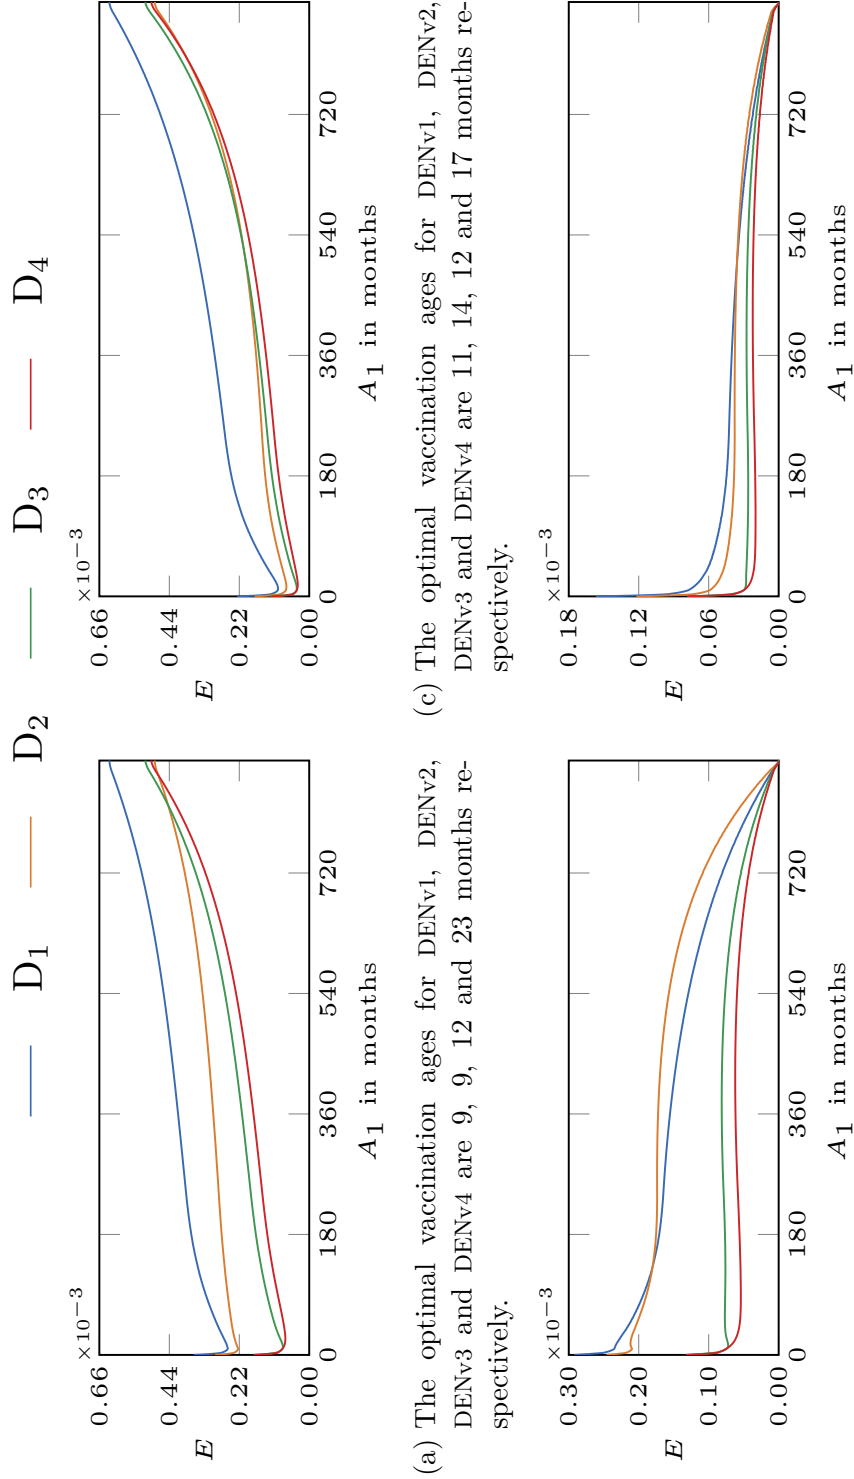 D1 D2 D3 D4
×10−3
0.66
0.44
0.22
0.00
E
0 180 360 540 720
A1 in months
(a) The optimal vaccination ages for DENv1, DENv2,
DENv3 and DENv4 are 9, 9, 12 and 23 months re-
spectively.
×10−3
0.66
0.44
0.22
0.00
E
0 180 360 540 720
A1 in months
(c) The optimal vaccination ages for DENv1, DENv2,
DENv3 and DENv4 are 11, 14, 12 and 17 months re-
spectively.
×10−3
0.30
0.20
0.10
0.00
E
0 180 360 540 720
A1 in months
×10−3
0.18
0.12
0.06
0.00
E
0 180 360 540 720
A1 in months